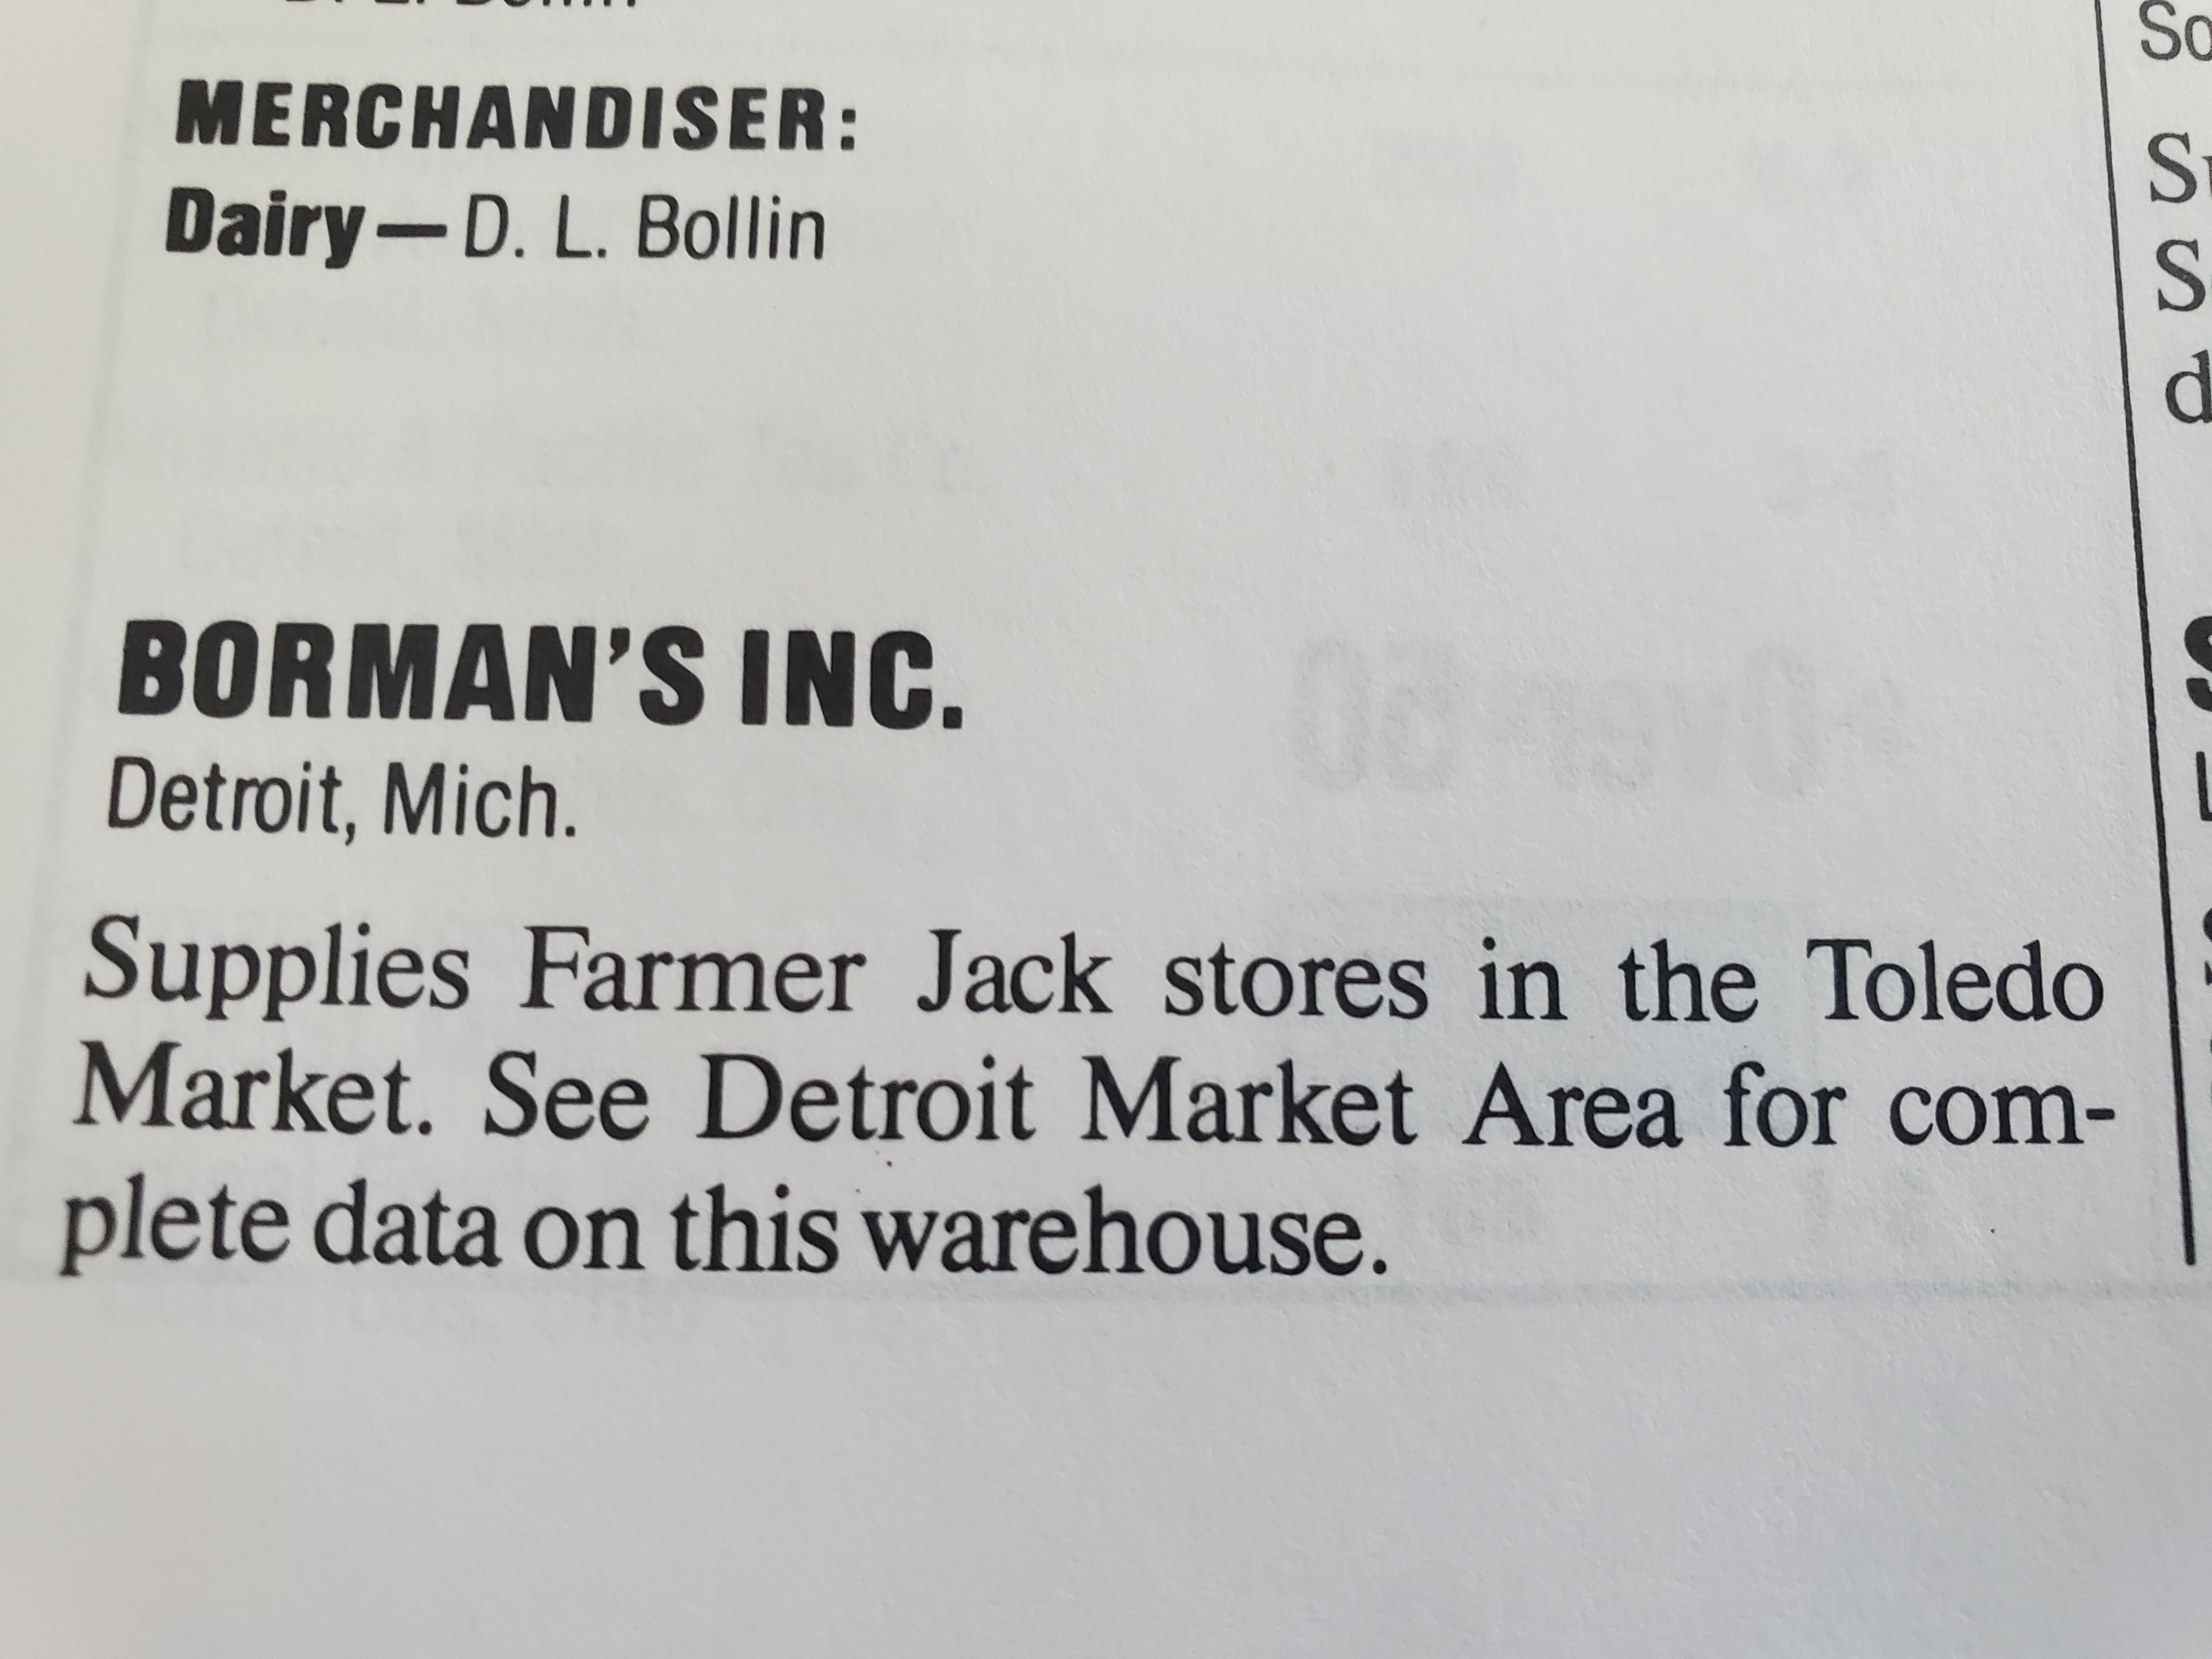 MERCHANDISER:
Dairy — D. L. Bollin
BORMAN'S INC.
Detroit, Mich.
Supplies Farmer Jack stores in the Toledo
Market. See Detroit Market Area for com-
plete data on this warehouse.